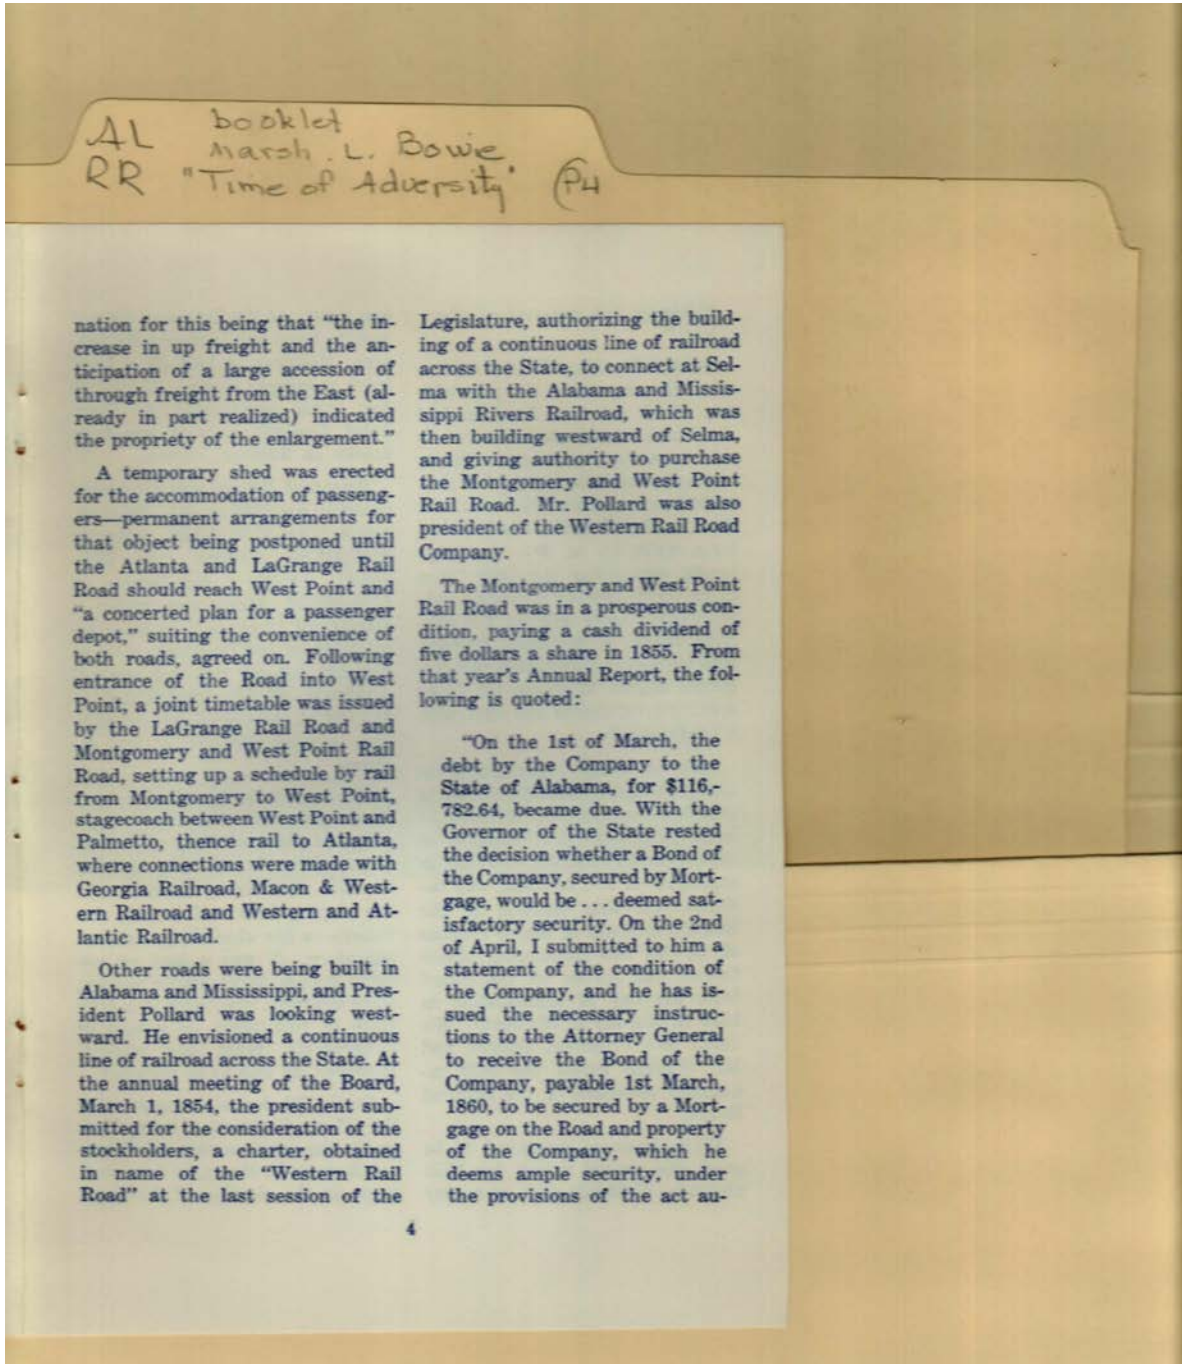 AL booklet
Marsh. L. Bowie
RR "Time of Adversity" P4
nation for this being that “the in-
crease in up freight and the an-
ticipation of a large accession of
through freight from the East (al-
ready in part realized) indicated
the propriety of the enlargement.”
A temporary shed was erected
for the accommodation of passeng-
ers—permanent arrangements for
that object being postponed until
the Atlanta and LaGrange Rail
Road should reach West Point and
“a concerted plan for a passenger
depot,” suiting the convenience of
both roads, agreed on. Following
entrance of the Road into West
Point, a joint timetable was issued
by the LaGrange Rail Road and
Montgomery and West Point Rail
Road, setting up a schedule by rail
from Montgomery to West Point,
stagecoach between West Point and
Palmetto, thence rail to Atlanta,
where connections were made with
Georgia Railroad, Macon & West-
ern Railroad and Western and At-
lantic Railroad.
Other roads were being built in
Alabama and Mississippi, and Pres-
ident Pollard was looking west-
ward. He envisioned a continuous
line of railroad across the State. At
the annual meeting of the Board,
March 1, 1854, the president sub-
mitted for the consideration of the
stockholders, a charter, obtained
in name of the “Western Rail
Road” at the last session of the
Legislature, authorizing the build-
ing of a continuous line of railroad
across the State, to connect at Sel-
ma with the Alabama and Missis-
sippi Rivers Railroad, which was
then building westward of Selma,
and giving authority to purchase
the Montgomery and West Point
Rail Road. Mr. Pollard was also
president of the Western Rail Road
Company.
The Montgomery and West Point
Rail Road was in a prosperous con-
dition, paying a cash dividend of
five dollars a share in 1855. From
that year’s Annual Report, the fol-
lowing is quoted:
“On the 1st of March, the
debt by the Company to the
State of Alabama, for $116,-
782.64, became due. With the
Governor of the State rested
the decision whether a Bond of
the Company, secured by Mort-
gage, would be ... deemed sat-
isfactory security. On the 2nd
of April, I submitted to him a
statement of the condition of
the Company, and he has is-
sued the necessary instruc-
tions to the Attorney General
to receive the Bond of the
Company, payable 1st March,
1860, to be secured by a Mort-
gage on the Road and property
of the Company, which he
deems ample security, under
the provisions of the act au-
4